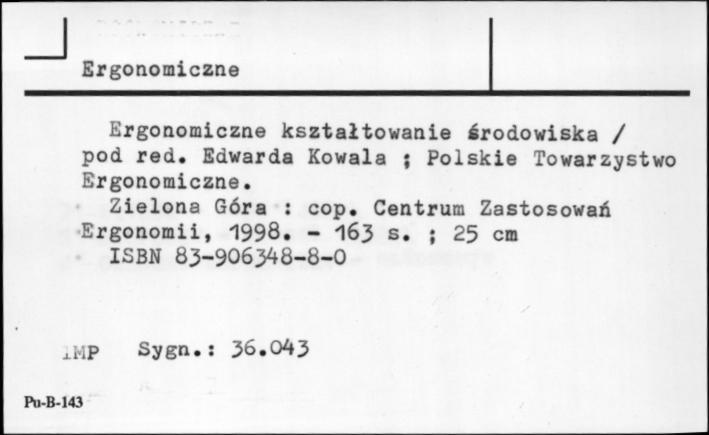 Ergonomiczne
Ergonomiczne kształtowanie środowiska /
pod red. Edwarda Kowala ; Polskie Towarzystwo
Ergonomiczne.
Zielona Góra : cop. Centrum Zastosowań
Ergonomii, 1998. - 163 s. ; 25 cm
ISBN 83-906348-8-0
IMP Sygn.: 36.043
Pu-B-143